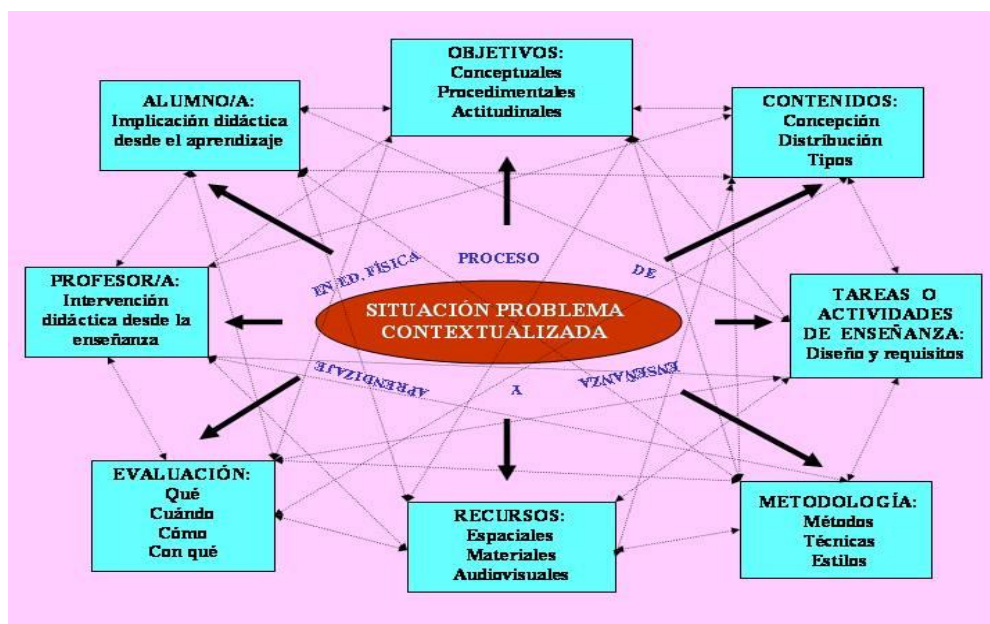 OBJETIVOS:
Conceptuales
Procedimentales
Actitudinales
ALUMNO/A:
Implicación didáctica
desde el aprendizaje
CONTENIDOS:
Concepción
Distribución
Tipos
PROFESOR/A:
Intervención
didáctica desde la
enseñanza
PROCESO
DE
ENSEÑANZA
Y
APRENDIZAJE
EN ED. FÍSICA
SITUACIÓN PROBLEMA
CONTEXTUALIZADA
TAREAS O
ACTIVIDADES
DE ENSEÑANZA:
Diseño y requisitos
EVALUACIÓN:
Qué
Cuándo
Cómo
Con qué
RECURSOS:
Espaciales
Materiales
Audiovisuales
METODOLOGÍA:
Métodos
Técnicas
Estilos